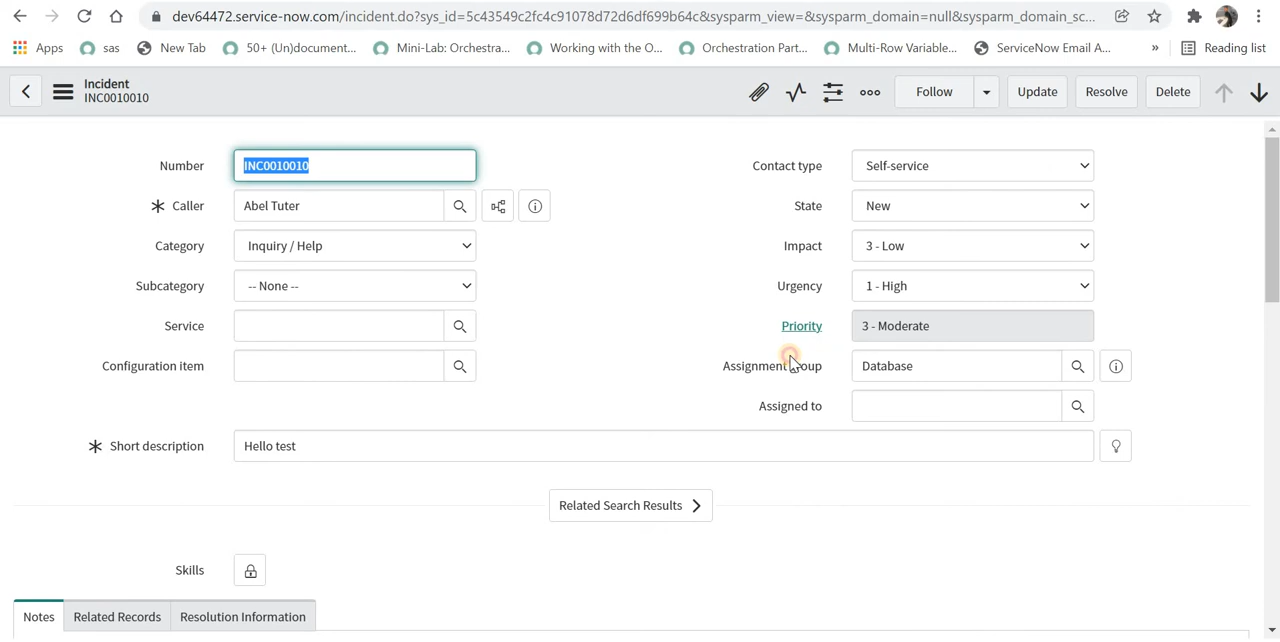 dev64472.service-now.com/incident.do?sys_id=5c43549c2fc4c91078d72d6df699b64c&sysparm_view=&sysparm_domain=null&sysparm_domain_sc...
Apps sas New Tab 50+ (Un)document... Mini-Lab: Orchestra... Working with the O... Orchestration Part... Multi-Row Variable... ServiceNow Email A... » Reading list
Incident
INC0010010
Follow Update Resolve Delete
Number INC0010010 Contact type Self-service
Caller Abel Tuter State New
Category Inquiry / Help Impact 3 - Low
Subcategory -- None -- Urgency 1 - High
Service Priority 3 - Moderate
Configuration item Assignment group Database
Assigned to
Short description Hello test
Related Search Results
Skills
Notes Related Records Resolution Information